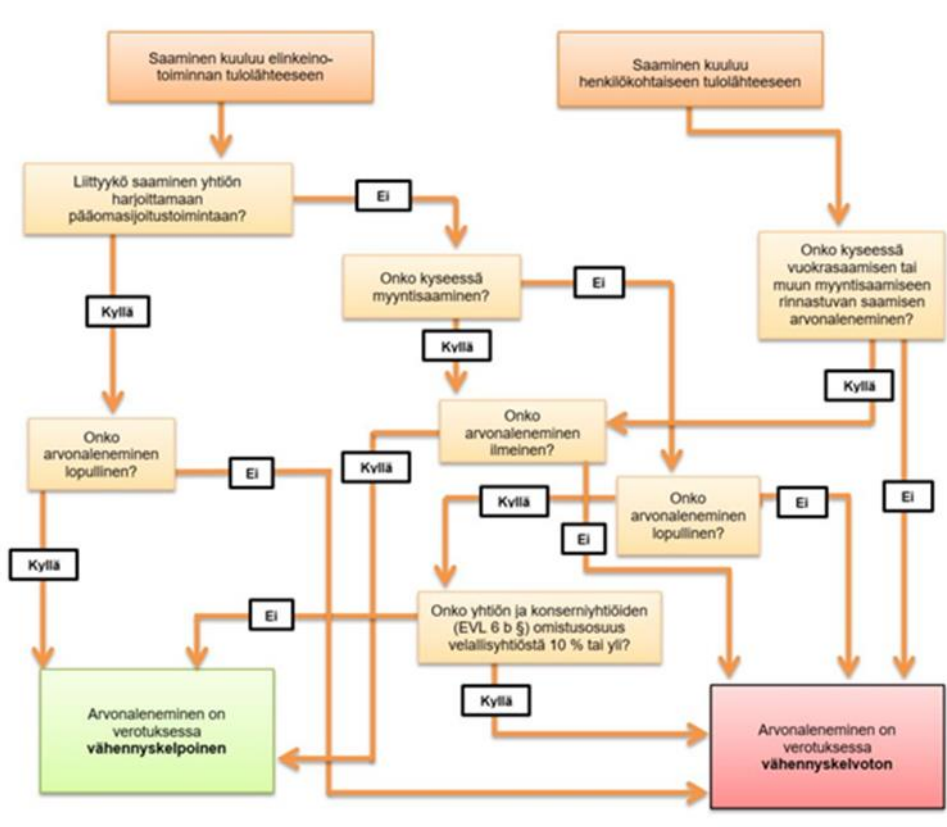 Saaminen kuuluu elinkeino-
toiminnan tulolähteeseen
Saaminen kuuluu
henkilökohtaiseen tulolähteeseen
Liittyykö saaminen yhtiön
harjoittamaan
pääomasijoitustoimintaan?
Ei
Onko kyseessä
myyntisaaminen?
Ei
Onko kyseessä
vuokrasaamisen tai
muun myyntisaamiseen
rinnastuvan saamisen
arvonaleneminen?
Kyllä
Kyllä
Kyllä
Onko
arvonaleneminen
ilmeinen?
Onko
arvonaleneminen
lopullinen?
Ei
Kyllä
Kyllä
Onko
arvonaleneminen
lopullinen?
Ei
Ei
Ei
Kyllä
Onko yhtiön ja konserniyhtiöiden
(EVL 6 b §) omistusosuus
velallisyhtiöstä 10 % tai yli?
Ei
Kyllä
Arvonaleneminen on
verotuksessa
vähennyskelpoinen
Arvonaleneminen on
verotuksessa
vähennyskelvoton